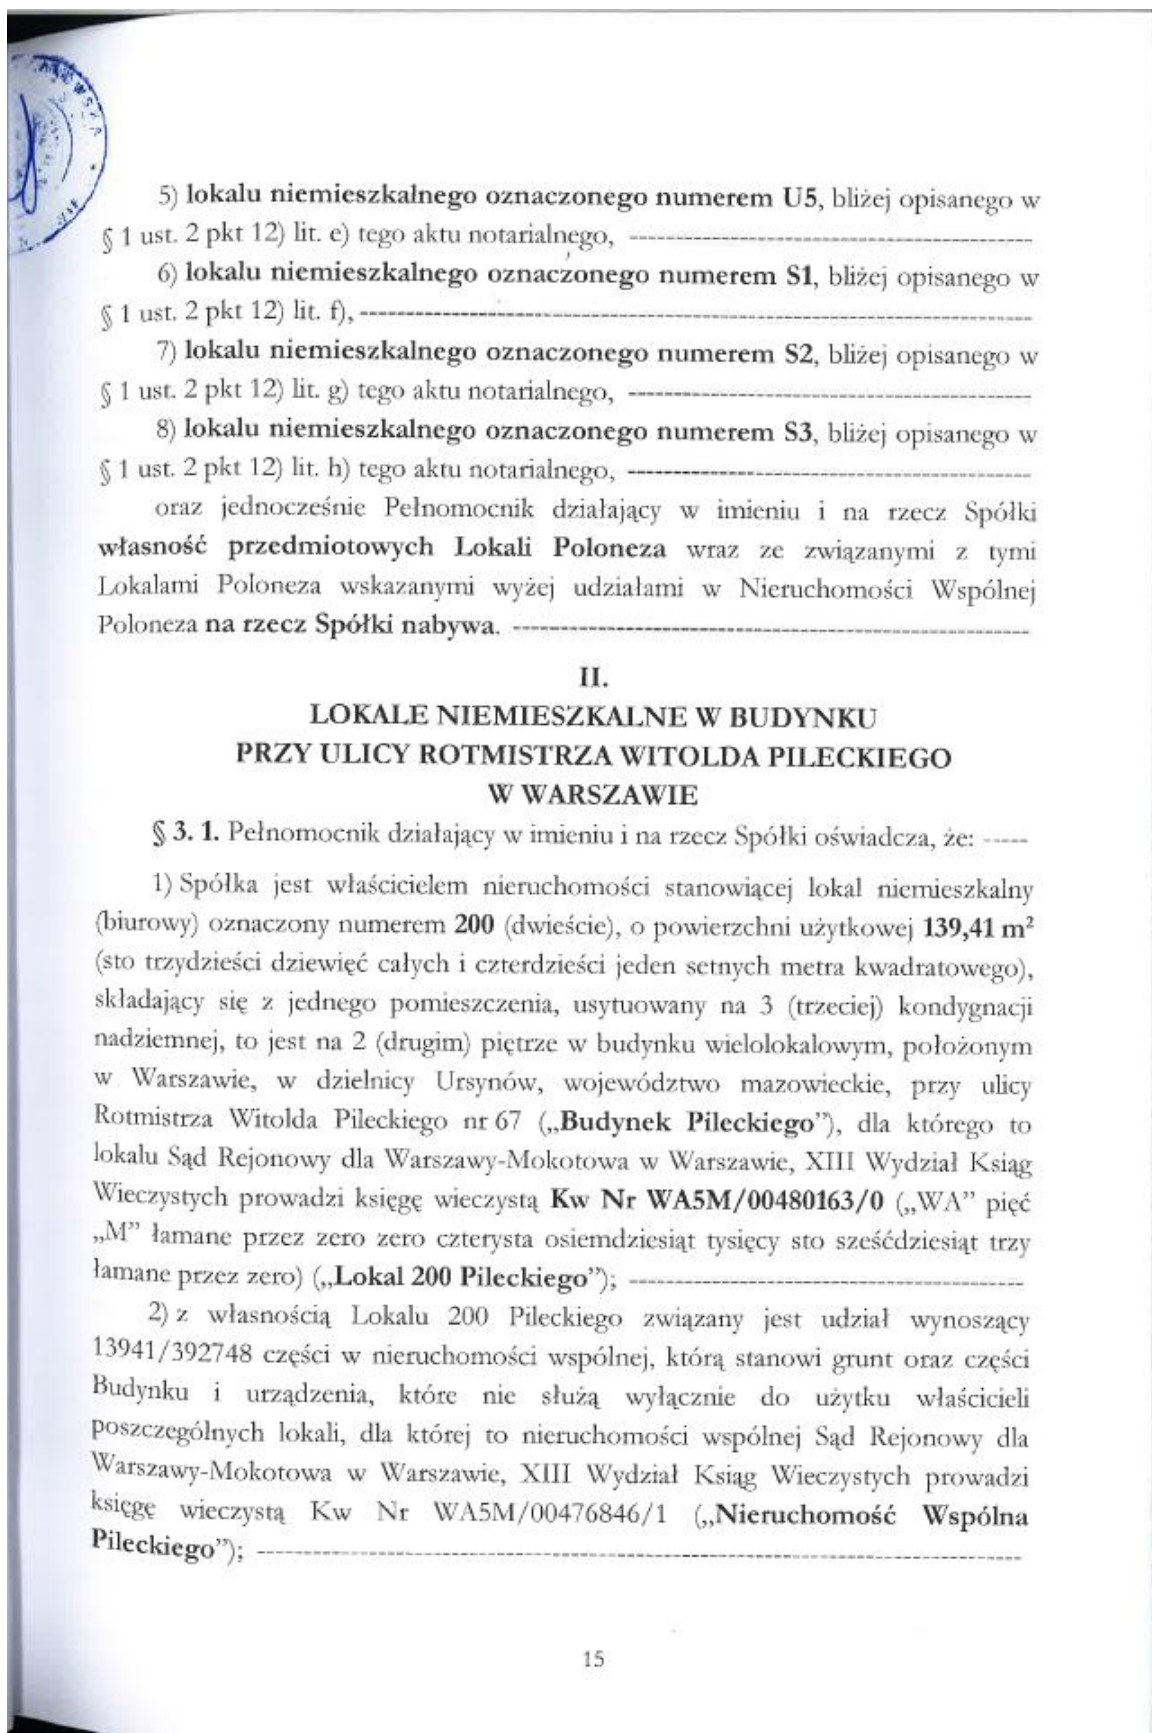 5) lokalu niemieszkalnego oznaczonego numerem U5, bliżej opisanego w
§ 1 ust. 2 pkt 12) lit. e) tego aktu notarialnego, ----------
6) lokalu niemieszkalnego oznaczonego numerem S1, bliżej opisanego w
§ 1 ust. 2 pkt 12) lit. f), ----------
7) lokalu niemieszkalnego oznaczonego numerem S2, bliżej opisanego w
§ 1 ust. 2 pkt 12) lit. g) tego aktu notarialnego, ----------
8) lokalu niemieszkalnego oznaczonego numerem S3, bliżej opisanego w
§ 1 ust. 2 pkt 12) lit. h) tego aktu notarialnego, ----------
oraz jednocześnie Pełnomocnik działający w imieniu i na rzecz Spółki
własność przedmiotowych Lokali Poloneza wraz ze związanymi z tymi
Lokalami Poloneza wskazanymi wyżej udziałami w Nieruchomości Wspólnej
Poloneza na rzecz Spółki nabywa. ----------
II.
LOKALE NIEMIESZKALNE W BUDYNKU
PRZY ULICY ROTMISTRZA WITOLDA PILECKIEGO
W WARSZAWIE
§ 3. 1. Pełnomocnik działający w imieniu i na rzecz Spółki oświadcza, że: -----
1) Spółka jest właścicielem nieruchomości stanowiącej lokal niemieszkalny
(biurowy) oznaczony numerem 200 (dwieście), o powierzchni użytkowej 139,41 m²
(sto trzydzieści dziewięć całych i czterdzieści jeden setnych metra kwadratowego),
składający się z jednego pomieszczenia, usytuowany na 3 (trzeciej) kondygnacji
nadziemnej, to jest na 2 (drugim) piętrze w budynku wielolokalowym, położonym
w Warszawie, w dzielnicy Ursynów, województwo mazowieckie, przy ulicy
Rotmistrza Witolda Pileckiego nr 67 („Budynek Pileckiego”), dla którego to
lokalu Sąd Rejonowy dla Warszawy-Mokotowa w Warszawie, XIII Wydział Ksiąg
Wieczystych prowadzi księgę wieczystą Kw Nr WA5M/00480163/0 („WA” pięć
„M” łamane przez zero zero czterysta osiemdziesiąt tysięcy sto sześćdziesiąt trzy
łamane przez zero) („Lokal 200 Pileckiego”); ----------
2) z własnością Lokalu 200 Pileckiego związany jest udział wynoszący
13941/392748 części w nieruchomości wspólnej, którą stanowi grunt oraz części
Budynku i urządzenia, które nie służą wyłącznie do użytku właścicieli
poszczególnych lokali, dla której to nieruchomości wspólnej Sąd Rejonowy dla
Warszawy-Mokotowa w Warszawie, XIII Wydział Ksiąg Wieczystych prowadzi
księgę wieczystą Kw Nr WA5M/00476846/1 („Nieruchomość Wspólna
Pileckiego”); ----------
15